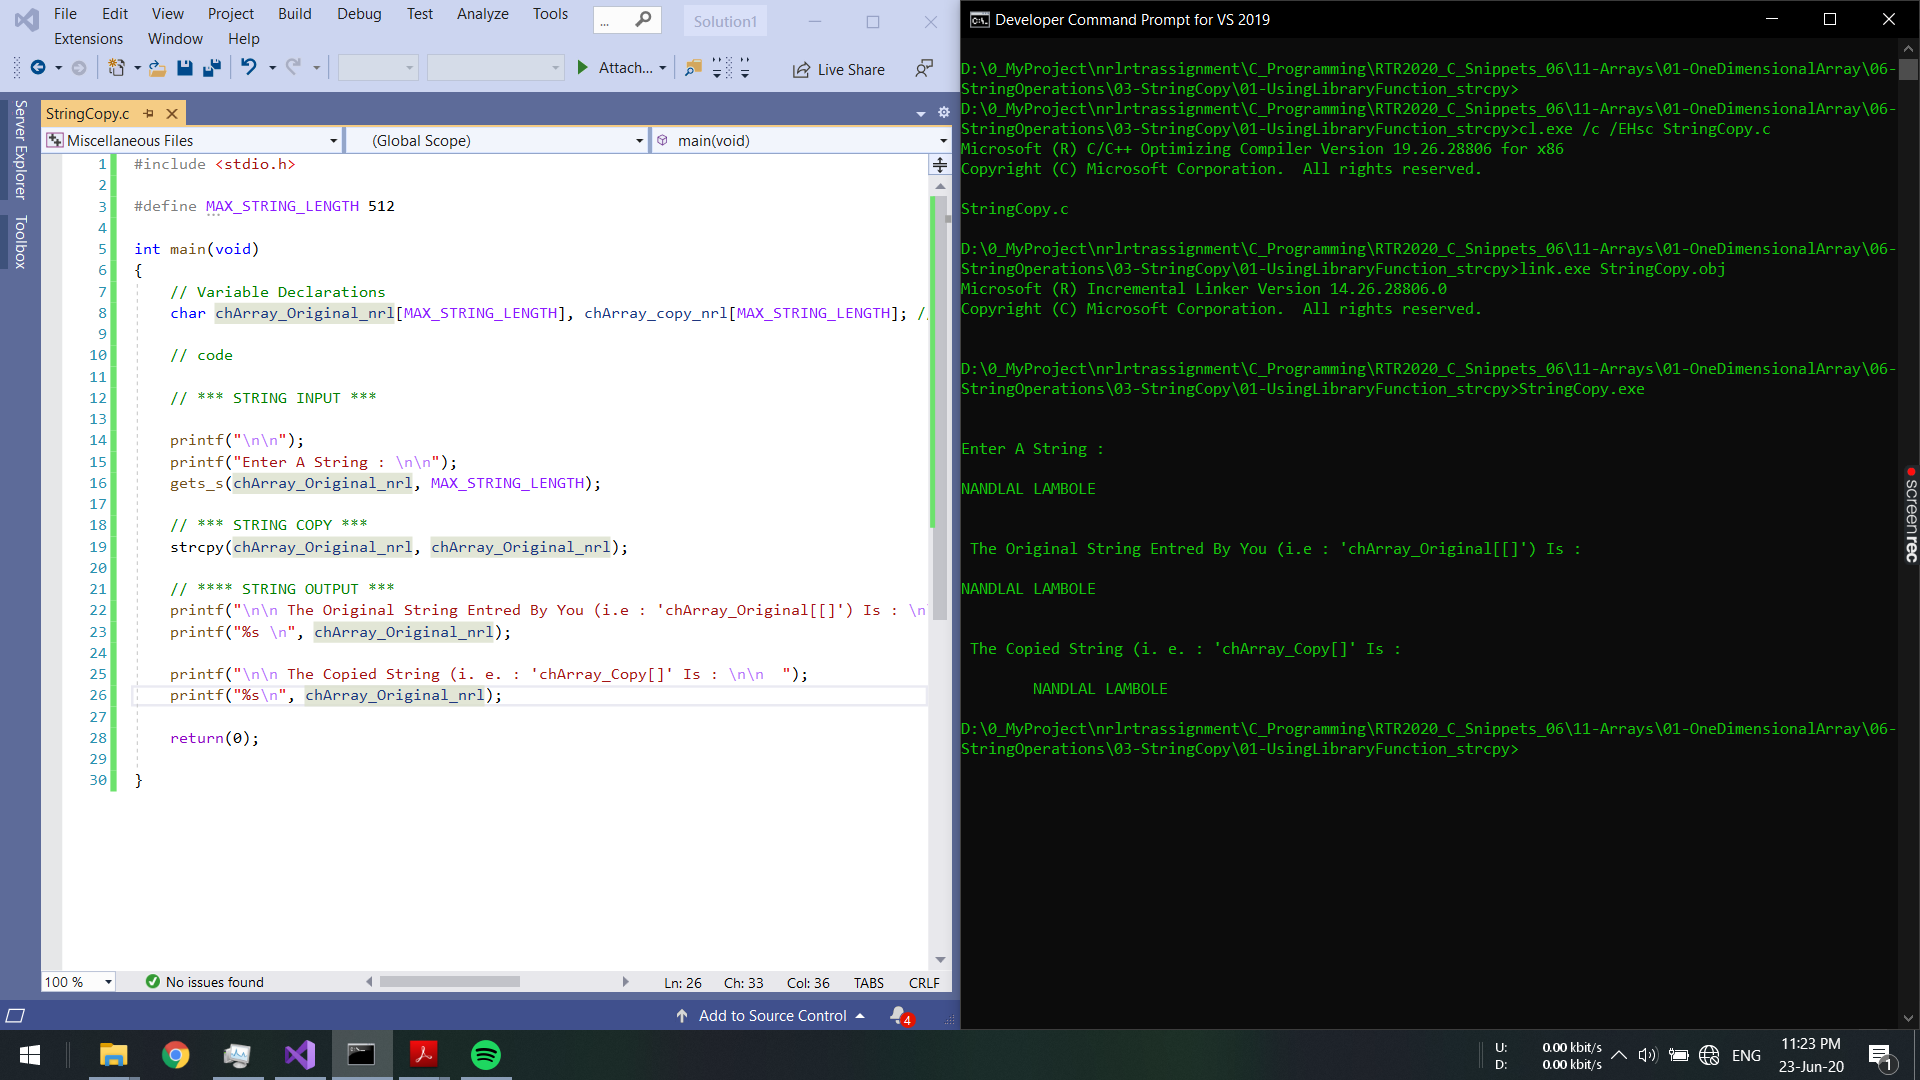 File Edit View Project Build Debug Test Analyze Tools ... Solution1
Extensions Window Help
Attach... Live Share
Server Explorer
Toolbox
StringCopy.c
Miscellaneous Files (Global Scope) main(void)
1 #include <stdio.h>
2
3 #define MAX_STRING_LENGTH 512
4
5 int main(void)
6 {
7 // Variable Declarations
8 char chArray_Original_nrl[MAX_STRING_LENGTH], chArray_copy_nrl[MAX_STRING_LENGTH]; //
9
10 // code
11
12 // *** STRING INPUT ***
13
14 printf("\n\n");
15 printf("Enter A String : \n\n");
16 gets_s(chArray_Original_nrl, MAX_STRING_LENGTH);
17
18 // *** STRING COPY ***
19 strcpy(chArray_Original_nrl, chArray_Original_nrl);
20
21 // **** STRING OUTPUT ***
22 printf("\n\n The Original String Entred By You (i.e : 'chArray_Original[[]') Is : \n
23 printf("%s \n", chArray_Original_nrl);
24
25 printf("\n\n The Copied String (i. e. : 'chArray_Copy[]' Is : \n\n  ");
26 printf("%s\n", chArray_Original_nrl);
27
28 return(0);
29
30 }
100 % No issues found Ln: 26 Ch: 33 Col: 36 TABS CRLF
Add to Source Control 4
Developer Command Prompt for VS 2019
D:\0_MyProject\nrlrtrassignment\C_Programming\RTR2020_C_Snippets_06\11-Arrays\01-OneDimensionalArray\06-
StringOperations\03-StringCopy\01-UsingLibraryFunction_strcpy>
D:\0_MyProject\nrlrtrassignment\C_Programming\RTR2020_C_Snippets_06\11-Arrays\01-OneDimensionalArray\06-
StringOperations\03-StringCopy\01-UsingLibraryFunction_strcpy>cl.exe /c /EHsc StringCopy.c
Microsoft (R) C/C++ Optimizing Compiler Version 19.26.28806 for x86
Copyright (C) Microsoft Corporation.  All rights reserved.
StringCopy.c
D:\0_MyProject\nrlrtrassignment\C_Programming\RTR2020_C_Snippets_06\11-Arrays\01-OneDimensionalArray\06-
StringOperations\03-StringCopy\01-UsingLibraryFunction_strcpy>link.exe StringCopy.obj
Microsoft (R) Incremental Linker Version 14.26.28806.0
Copyright (C) Microsoft Corporation.  All rights reserved.
D:\0_MyProject\nrlrtrassignment\C_Programming\RTR2020_C_Snippets_06\11-Arrays\01-OneDimensionalArray\06-
StringOperations\03-StringCopy\01-UsingLibraryFunction_strcpy>StringCopy.exe
Enter A String :
NANDLAL LAMBOLE
The Original String Entred By You (i.e : 'chArray_Original[[]') Is :
NANDLAL LAMBOLE
The Copied String (i. e. : 'chArray_Copy[]' Is :
NANDLAL LAMBOLE
D:\0_MyProject\nrlrtrassignment\C_Programming\RTR2020_C_Snippets_06\11-Arrays\01-OneDimensionalArray\06-
StringOperations\03-StringCopy\01-UsingLibraryFunction_strcpy>
screenrec
U: 0.00 kbit/s
D: 0.00 kbit/s
ENG
11:23 PM
23-Jun-20
1